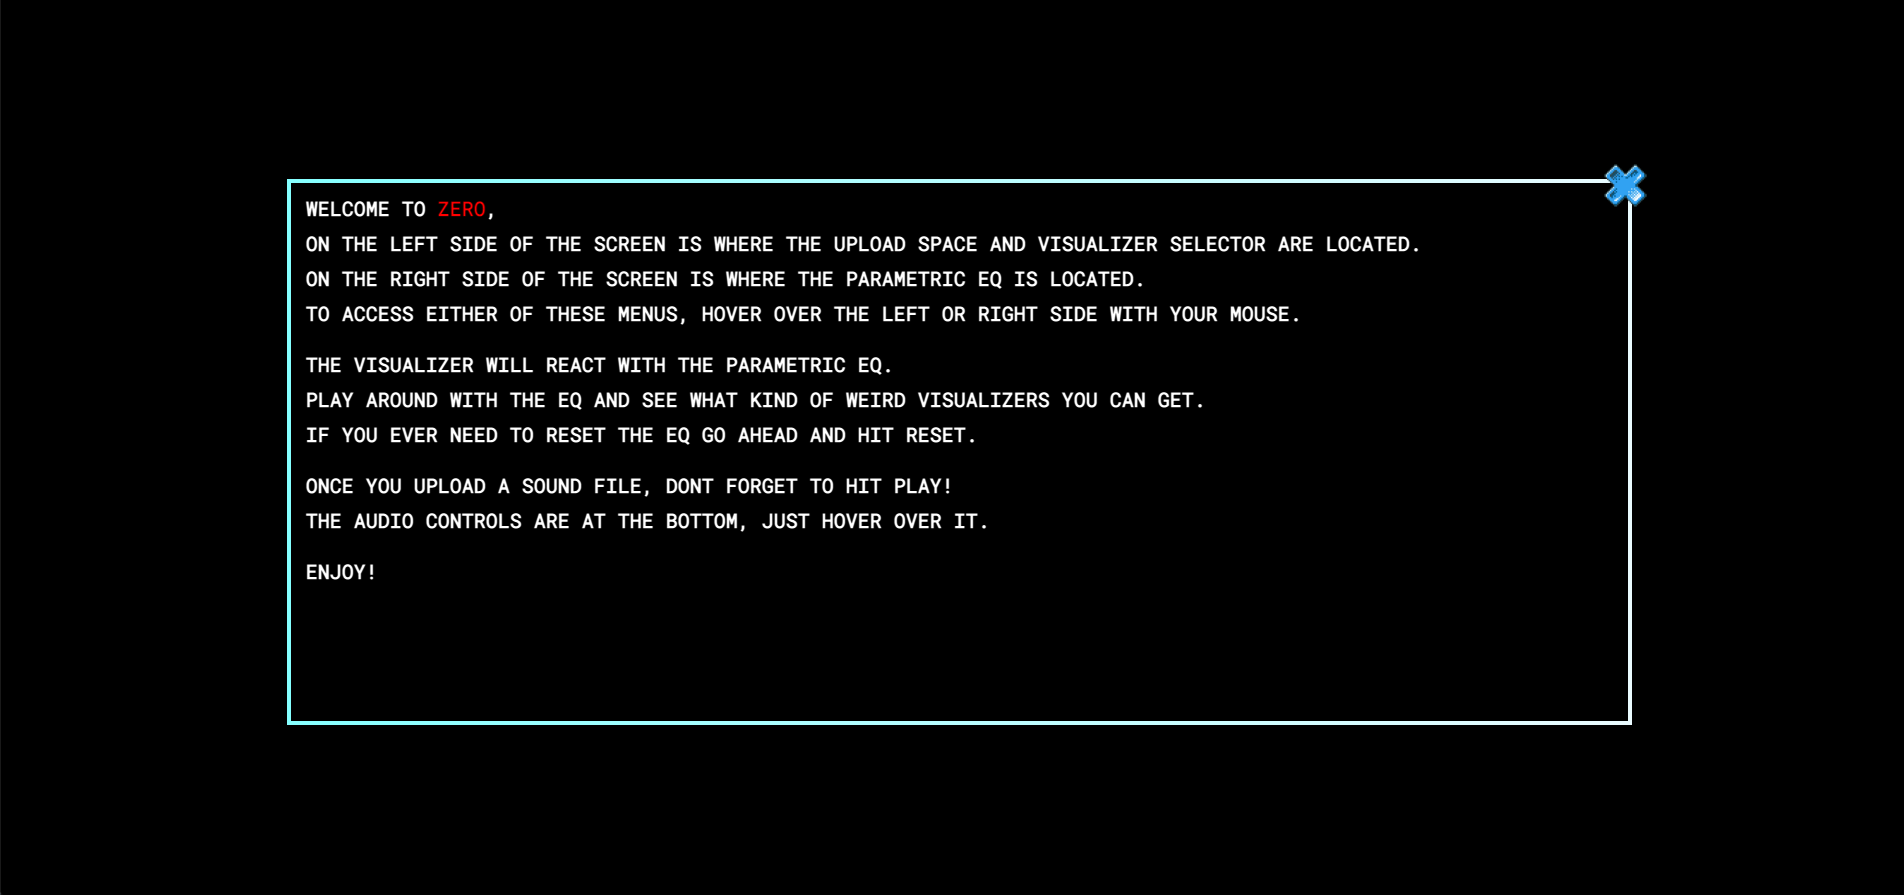 WELCOME TO ZERO,
ON THE LEFT SIDE OF THE SCREEN IS WHERE THE UPLOAD SPACE AND VISUALIZER SELECTOR ARE LOCATED.
ON THE RIGHT SIDE OF THE SCREEN IS WHERE THE PARAMETRIC EQ IS LOCATED.
TO ACCESS EITHER OF THESE MENUS, HOVER OVER THE LEFT OR RIGHT SIDE WITH YOUR MOUSE.
THE VISUALIZER WILL REACT WITH THE PARAMETRIC EQ.
PLAY AROUND WITH THE EQ AND SEE WHAT KIND OF WEIRD VISUALIZERS YOU CAN GET.
IF YOU EVER NEED TO RESET THE EQ GO AHEAD AND HIT RESET.
ONCE YOU UPLOAD A SOUND FILE, DONT FORGET TO HIT PLAY!
THE AUDIO CONTROLS ARE AT THE BOTTOM, JUST HOVER OVER IT.
ENJOY!